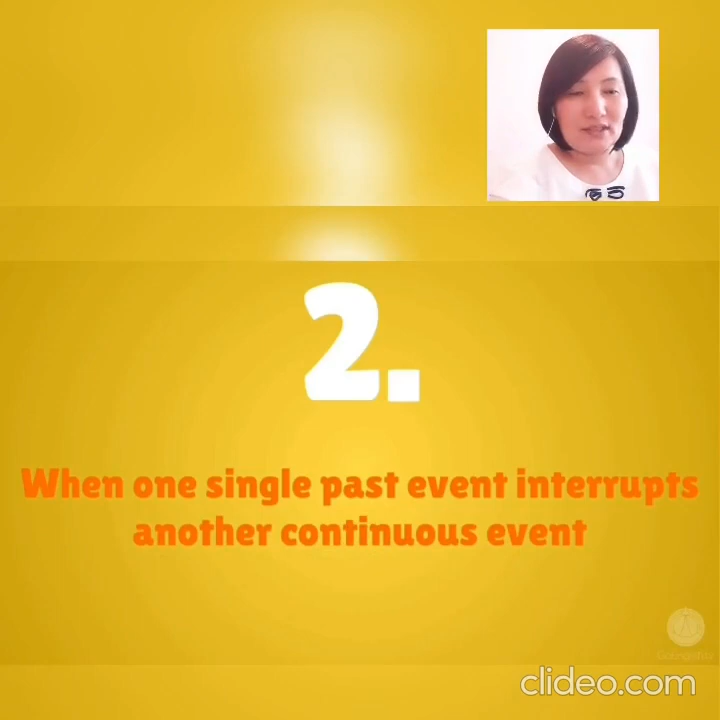 2.
When one single past event interrupts
another continuous event
clideo.com